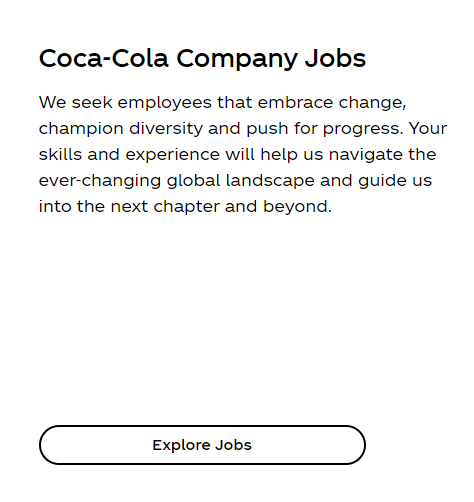 Coca-Cola Company Jobs
We seek employees that embrace change,
champion diversity and push for progress. Your
skills and experience will help us navigate the
ever-changing global landscape and guide us
into the next chapter and beyond.
Explore Jobs